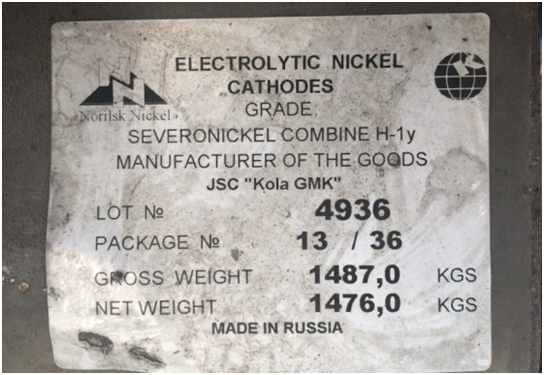 ELECTROLYTIC NICKEL
CATHODES
Norilsk Nickel
GRADE
SEVERONICKEL COMBINE H-1y
MANUFACTURER OF THE GOODS
JSC "Kola GMK"
LOT № 4936
PACKAGE № 13 / 36
GROSS WEIGHT 1487,0 KGS
NET WEIGHT 1476,0 KGS
MADE IN RUSSIA